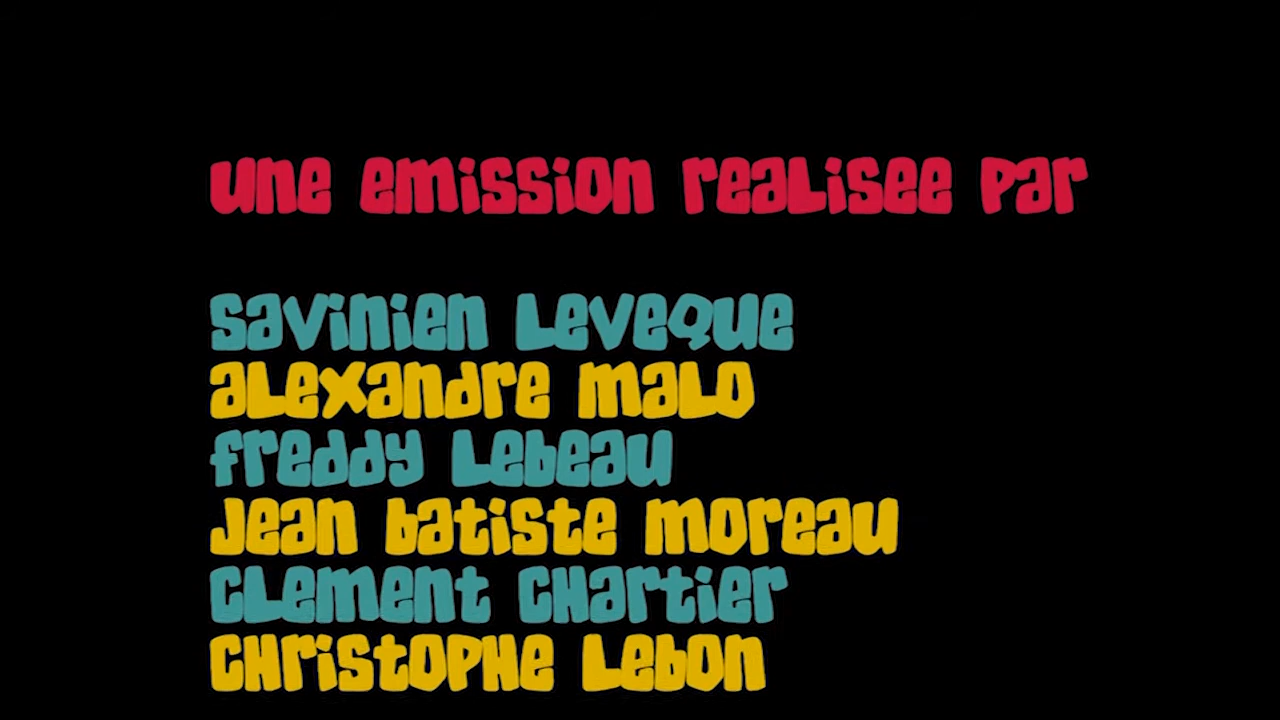 une emission realisee par
savinien leveque
alexandre malo
freddy lebeau
jean batiste moreau
clement chartier
christophe lebon